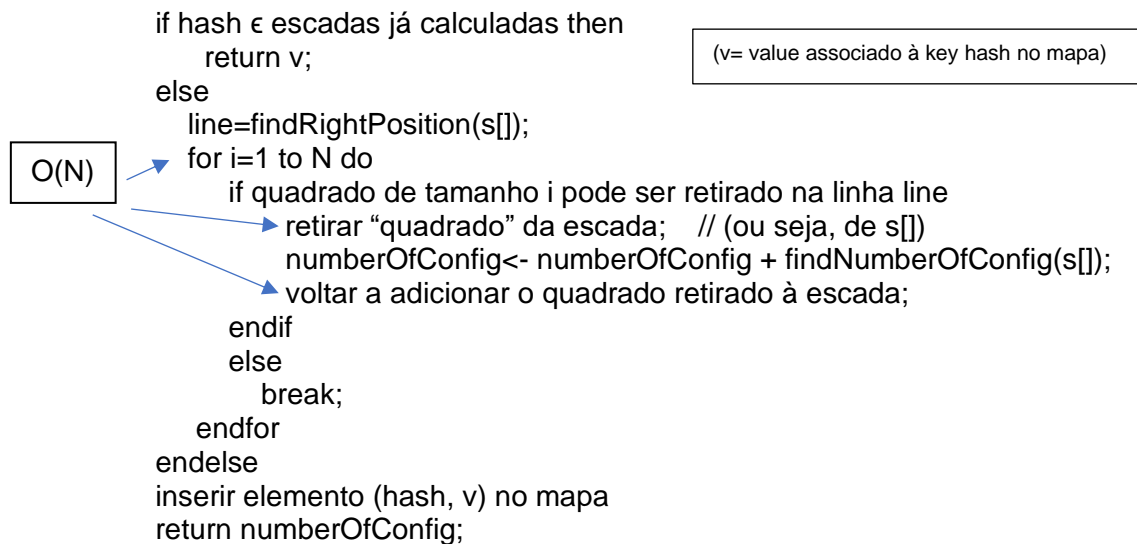 if hash ϵ escadas já calculadas then
return v;
(v= value associado à key hash no mapa)
else
line=findRightPosition(s[]);
O(N)
for i=1 to N do
if quadrado de tamanho i pode ser retirado na linha line
retirar “quadrado” da escada; // (ou seja, de s[])
numberOfConfig<- numberOfConfig + findNumberOfConfig(s[]);
voltar a adicionar o quadrado retirado à escada;
endif
else
break;
endfor
endelse
inserir elemento (hash, v) no mapa
return numberOfConfig;